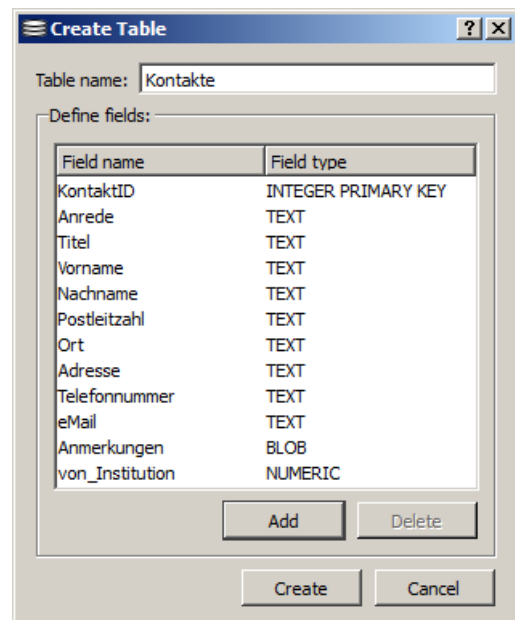 Create Table
Table name: Kontakte
Define fields:
Field name Field type
KontaktID INTEGER PRIMARY KEY
Anrede TEXT
Titel TEXT
Vorname TEXT
Nachname TEXT
Postleitzahl TEXT
Ort TEXT
Adresse TEXT
Telefonnummer TEXT
eMail TEXT
Anmerkungen BLOB
von_Institution NUMERIC
Add Delete
Create Cancel